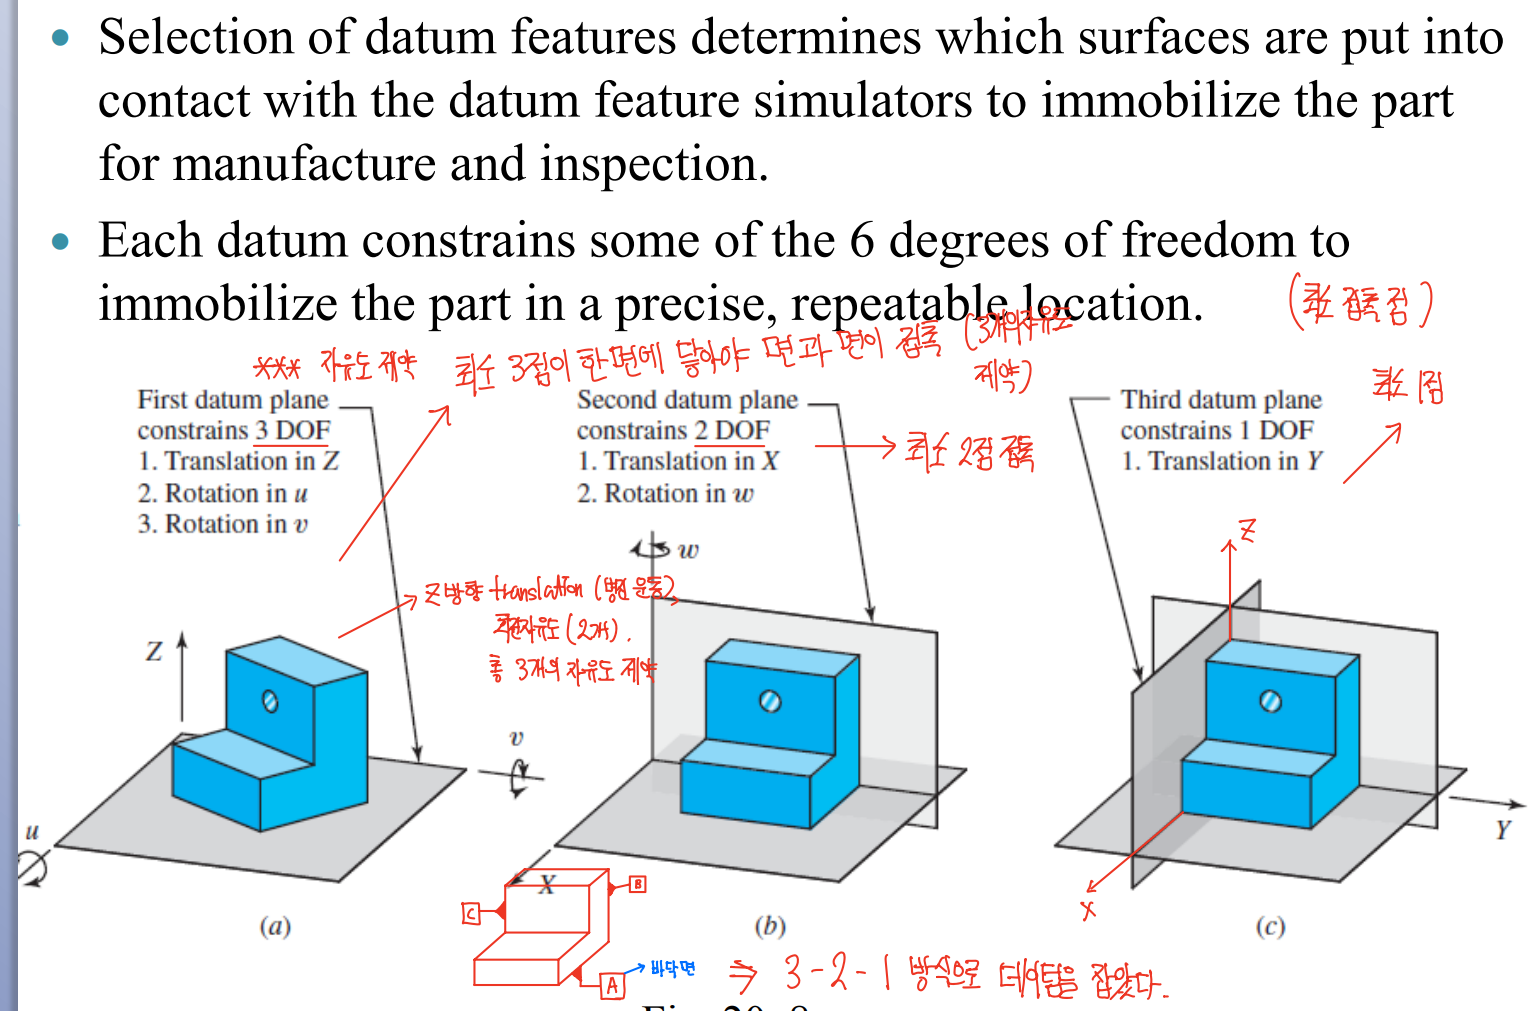 • Selection of datum features determines which surfaces are put into
contact with the datum feature simulators to immobilize the part
for manufacture and inspection.
• Each datum constrains some of the 6 degrees of freedom to
immobilize the part in a precise, repeatable location.
(최소 접촉 점)
*** 자유도 제약
최소 3점이 한 면에 닿아야 면과 면이 접촉 (3개의 자유도
제약)
최소 1점
First datum plane
constrains 3 DOF
1. Translation in Z
2. Rotation in u
3. Rotation in v
Second datum plane
constrains 2 DOF
1. Translation in X
2. Rotation in w
→ 최소 2점 접촉
Third datum plane
constrains 1 DOF
1. Translation in Y
Z방향 translation (병진 운동)
회전자유도 (2개).
총 3개의 자유도 제약
w
Z
Z
v
u
X
Y
X
B
C
A
바닥면
⇒ 3-2-1 방식으로 데이텀을 잡았다.
(a)
(b)
(c)